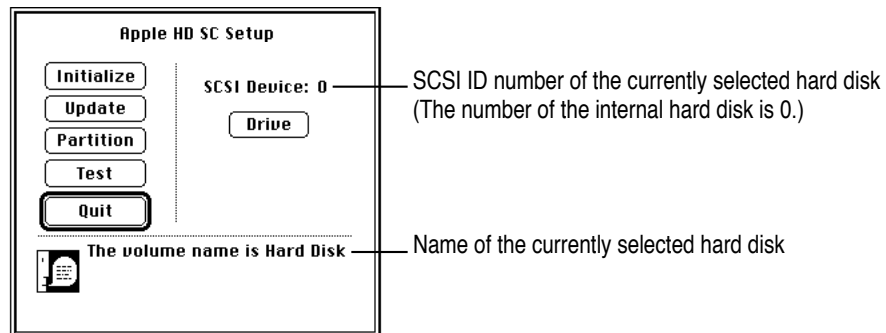 Apple HD SC Setup
Initialize
Update
Partition
Test
Quit
SCSI Device: 0
Drive
The volume name is Hard Disk
SCSI ID number of the currently selected hard disk
(The number of the internal hard disk is 0.)
Name of the currently selected hard disk